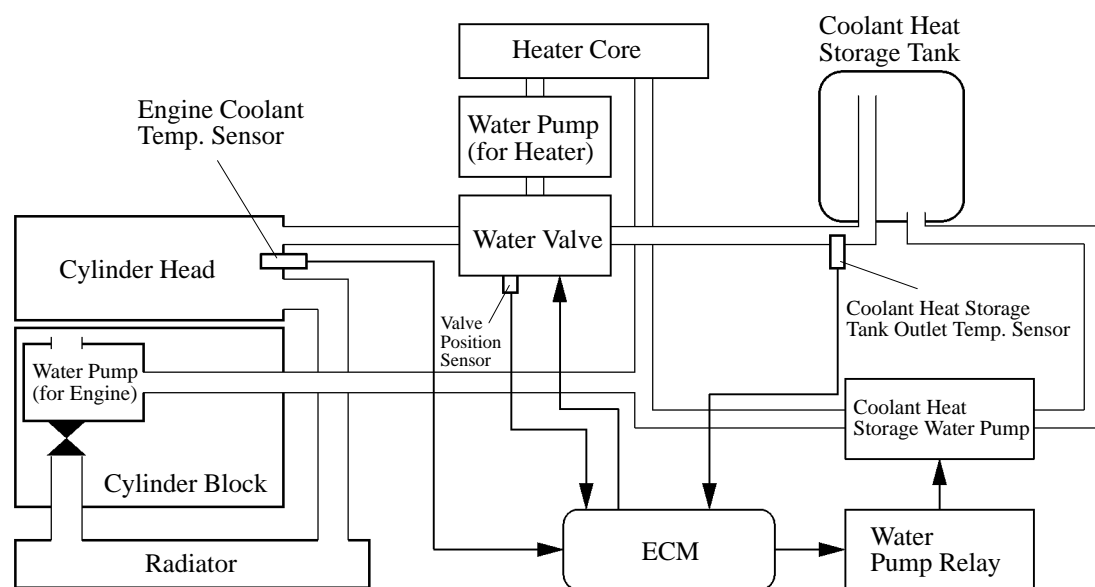 Coolant Heat
Storage Tank
Heater Core
Engine Coolant
Temp. Sensor
Water Pump
(for Heater)
Water Valve
Cylinder Head
Coolant Heat Storage
Tank Outlet Temp. Sensor
Valve
Position
Sensor
Water Pump
(for Engine)
Coolant Heat
Storage Water Pump
Cylinder Block
ECM
Water
Pump Relay
Radiator